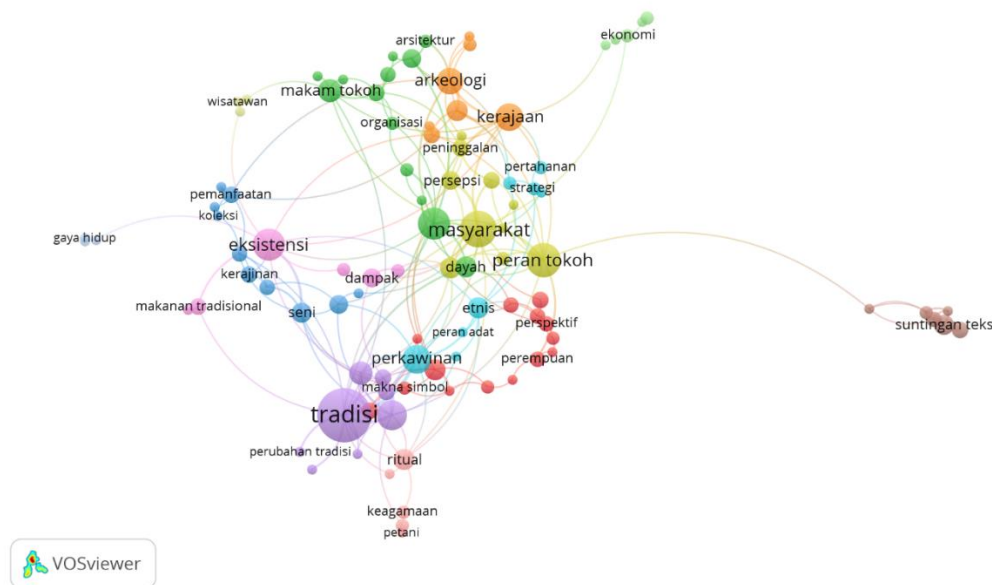 ekonomi
arsitektur
arkeologi
makam tokoh
wisatawan
kerajaan
organisasi
peninggalan
pertahanan
persepsi
strategi
pemanfaatan
koleksi
masyarakat
gaya hidup
eksistensi
peran tokoh
dayah
kerajinan
dampak
makanan tradisional
etnis
seni
perspektif
suntingan teks
peran adat
perkawinan
perempuan
makna simbol
tradisi
perubahan tradisi
ritual
keagamaan
petani
VOSviewer